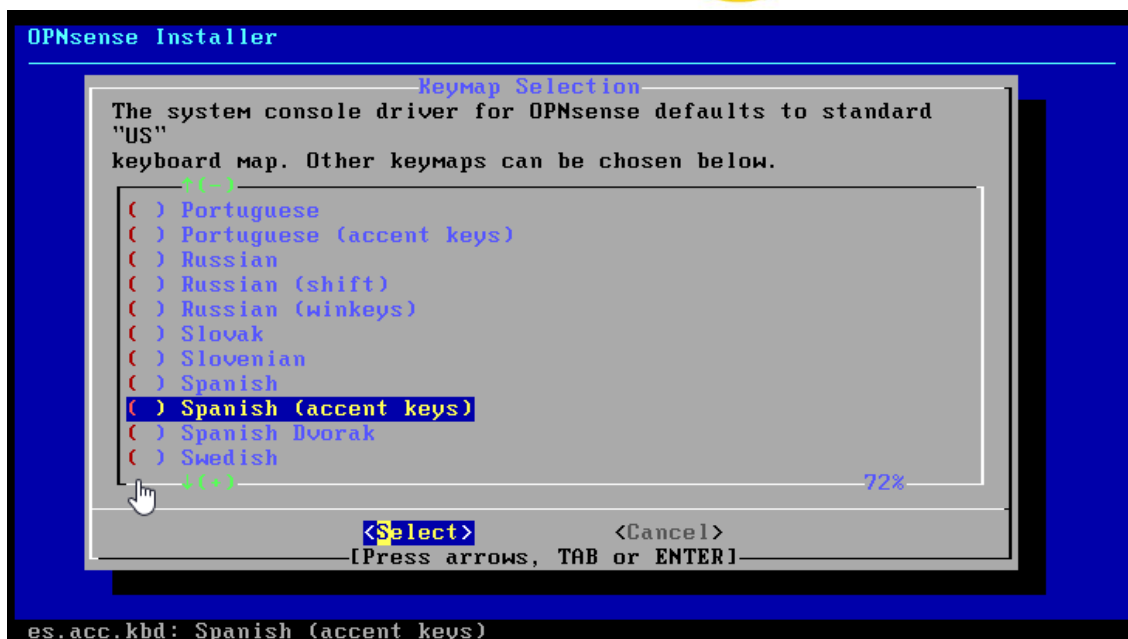 OPNsense Installer
Keymap Selection
The system console driver for OPNsense defaults to standard
"US"
keyboard map. Other keymaps can be chosen below.
↑(-)
( ) Portuguese
( ) Portuguese (accent keys)
( ) Russian
( ) Russian (shift)
( ) Russian (winkeys)
( ) Slovak
( ) Slovenian
( ) Spanish
( ) Spanish (accent keys)
( ) Spanish Dvorak
( ) Swedish
↓(+) 72%
<Select> <Cancel>
[Press arrows, TAB or ENTER]
es.acc.kbd: Spanish (accent keys)